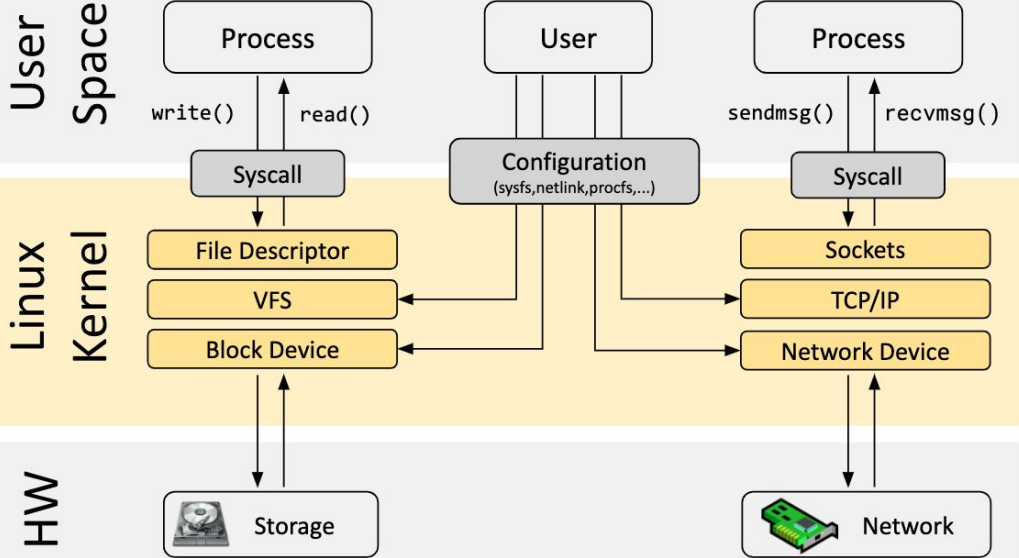 User
Space
Process
User
Process
write()
read()
sendmsg()
recvmsg()
Syscall
Configuration
(sysfs,netlink,procfs,...)
Syscall
Linux
Kernel
File Descriptor
VFS
Block Device
Sockets
TCP/IP
Network Device
HW
Storage
Network